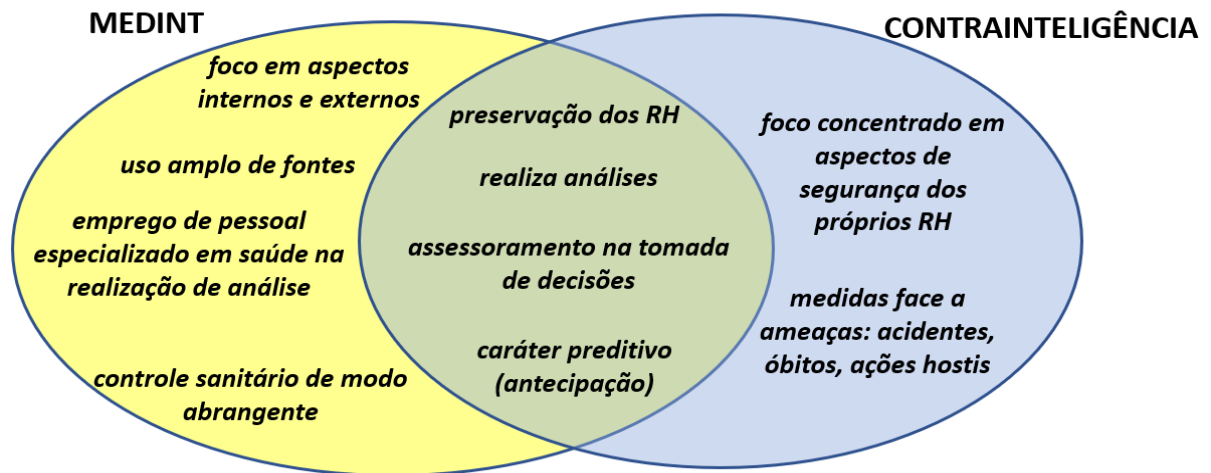 MEDINT
CONTRAINTELIGÊNCIA
foco em aspectos
internos e externos
uso amplo de fontes
emprego de pessoal
especializado em saúde na
realização de análise
controle sanitário de modo
abrangente
preservação dos RH
realiza análises
assessoramento na tomada
de decisões
caráter preditivo
(antecipação)
foco concentrado em
aspectos de
segurança dos
próprios RH
medidas face a
ameaças: acidentes,
óbitos, ações hostis